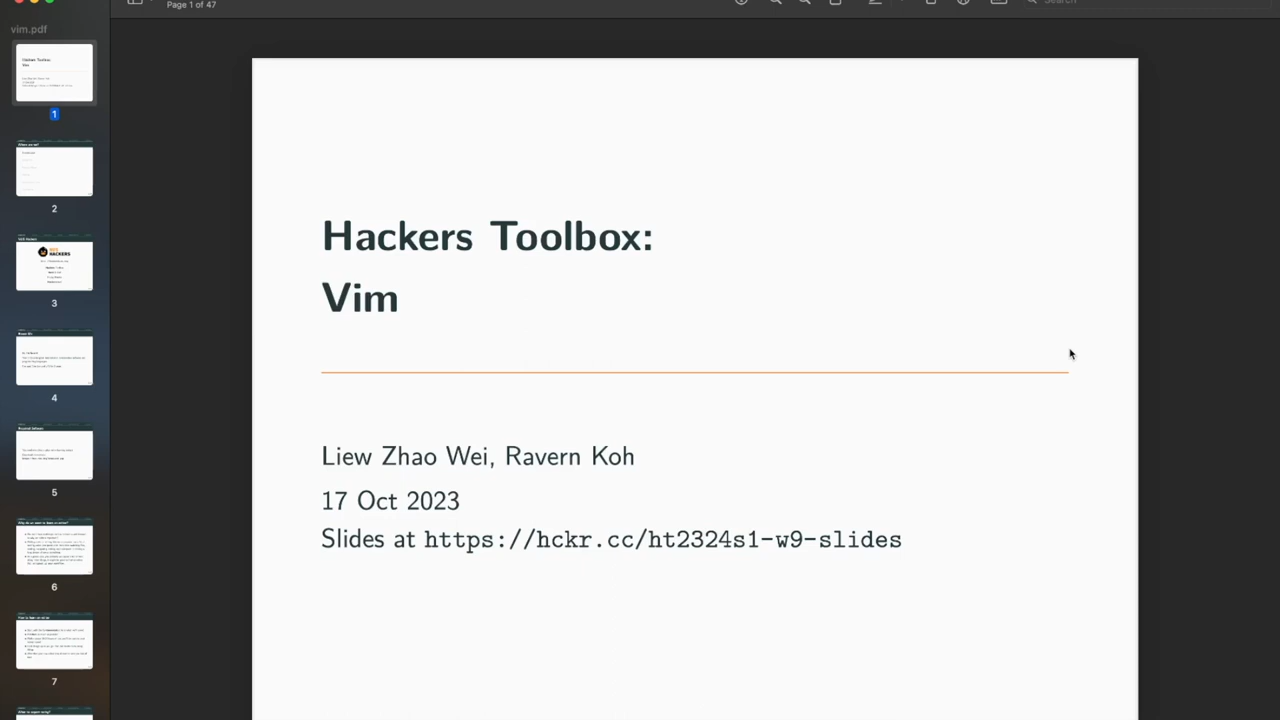 Page 1 of 47
Search
vim.pdf
1
2
3
4
5
6
7
Hackers Toolbox:
Vim
Liew Zhao Wei, Ravern Koh
17 Oct 2023
Slides at https://hckr.cc/ht2324s1-w9-slides